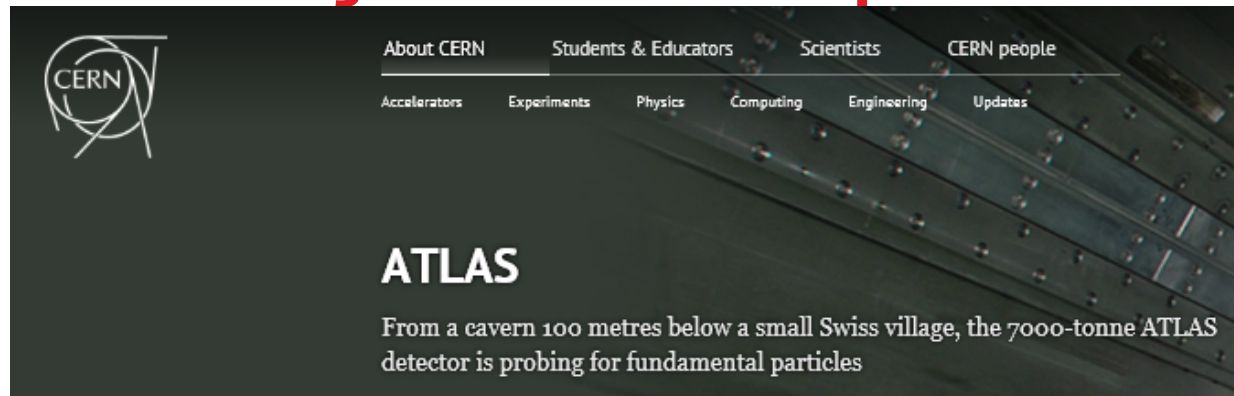 CERN
About CERN Students & Educators Scientists CERN people
Accelerators Experiments Physics Computing Engineering Updates
ATLAS
From a cavern 100 metres below a small Swiss village, the 7000-tonne ATLAS
detector is probing for fundamental particles